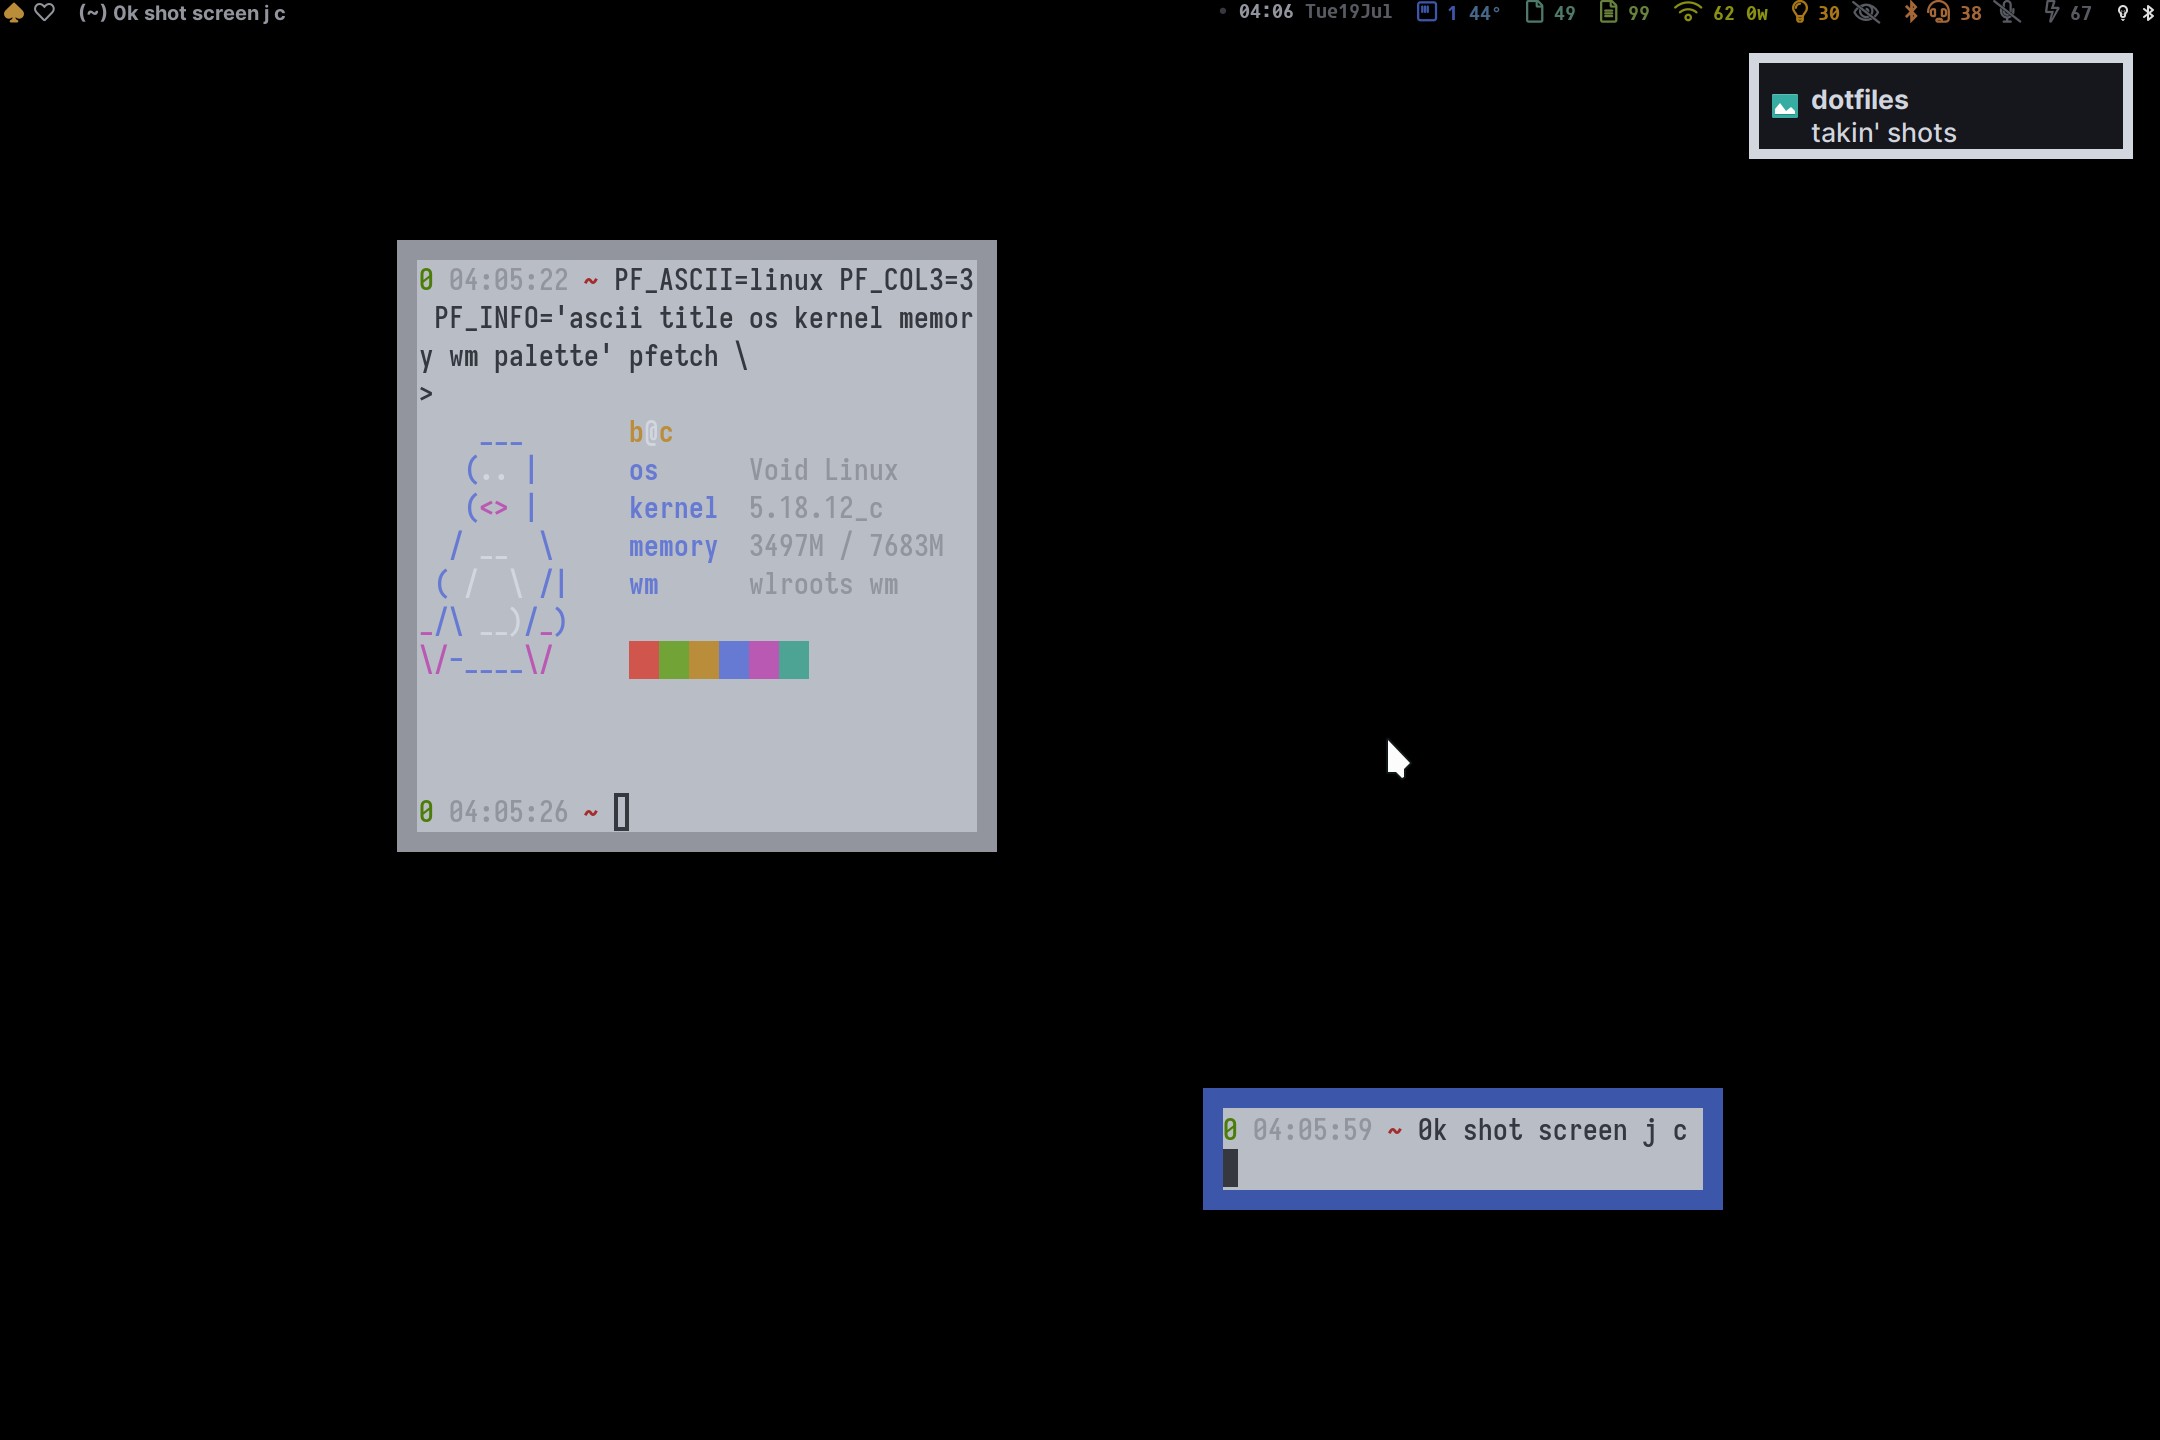 (~) 0k shot screen j c
04:06 Tue19Jul 1 44° 49 99 62 0w 30 38 67
dotfiles
takin' shots
0 04:05:22 ~ PF_ASCII=linux PF_COL3=3
PF_INFO='ascii title os kernel memor
y wm palette' pfetch \
>
___ b@c
(.. | os Void Linux
(<> | kernel 5.18.12_c
/ __ \ memory 3497M / 7683M
( / \ /| wm wlroots wm
_/\ __)/_)
\/-____\/
0 04:05:26 ~
0 04:05:59 ~ 0k shot screen j c